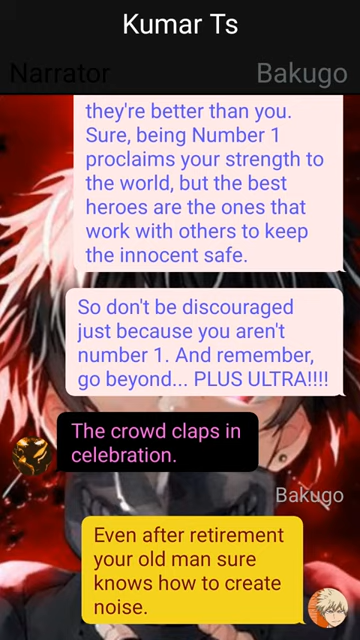 Kumar Ts
Narrator
Bakugo
they're better than you.
Sure, being Number 1
proclaims your strength to
the world, but the best
heroes are the ones that
work with others to keep
the innocent safe.
So don't be discouraged
just because you aren't
number 1. And remember,
go beyond... PLUS ULTRA!!!!
The crowd claps in
celebration.
Bakugo
Even after retirement
your old man sure
knows how to create
noise.